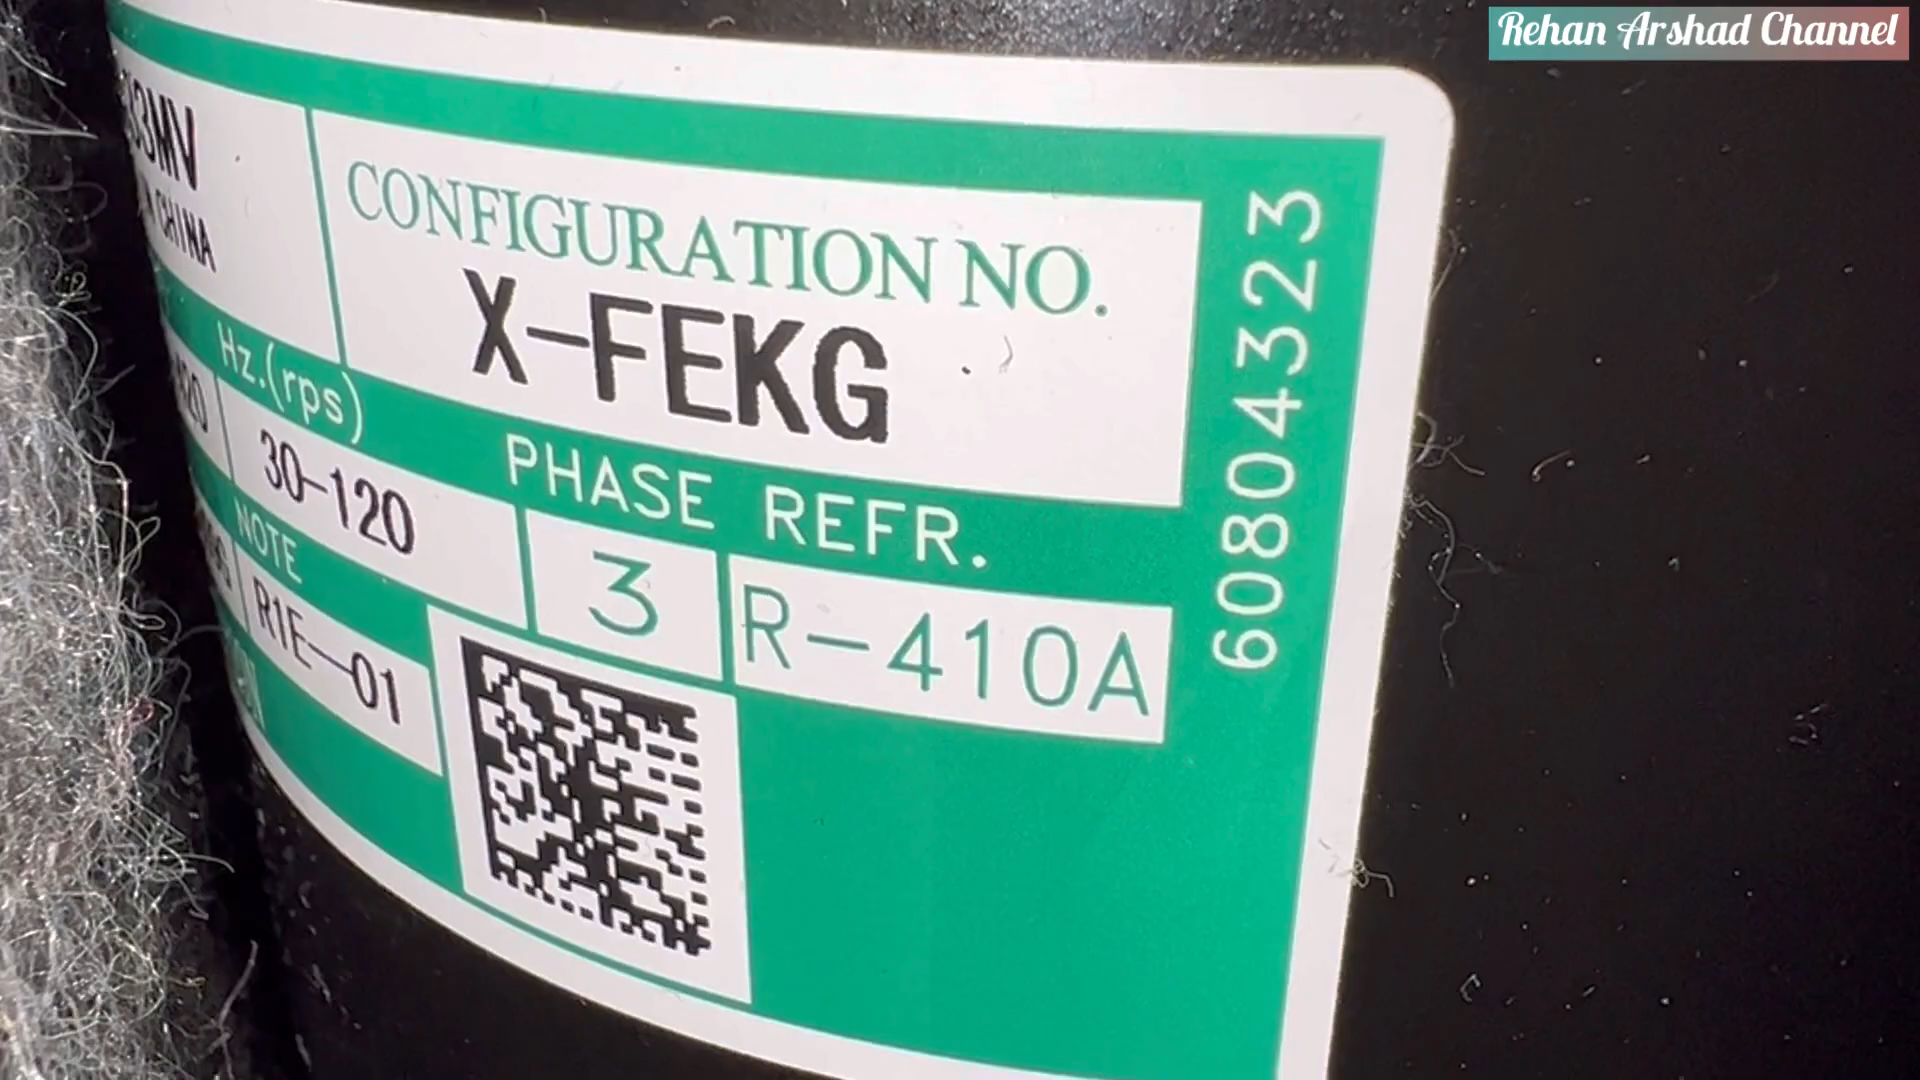 Rehan Arshad Channel
CHINA
CONFIGURATION NO.
X-FEKG
Hz.(rps)
PHASE REFR.
30-120
3
R-410A
NOTE
R1E-01
60804323